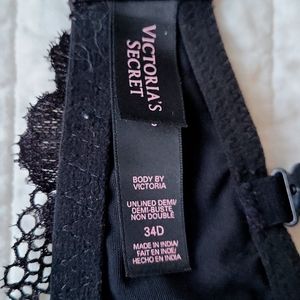 VICTORIA'S
SECRET
BODY BY
VICTORIA
UNLINED DEMI/
DEMI-BUSTE
NON DOUBLÉ
34D
MADE IN INDIA/
FAIT EN INDE/
HECHO EN INDIA